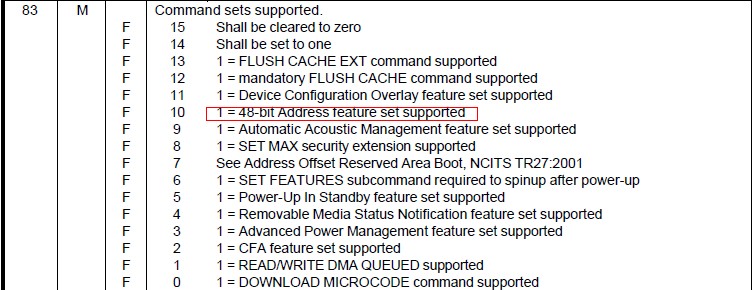 83 M Command sets supported.
F 15 Shall be cleared to zero
F 14 Shall be set to one
F 13 1 = FLUSH CACHE EXT command supported
F 12 1 = mandatory FLUSH CACHE command supported
F 11 1 = Device Configuration Overlay feature set supported
F 10 1 = 48-bit Address feature set supported
F 9 1 = Automatic Acoustic Management feature set supported
F 8 1 = SET MAX security extension supported
F 7 See Address Offset Reserved Area Boot, NCITS TR27:2001
F 6 1 = SET FEATURES subcommand required to spinup after power-up
F 5 1 = Power-Up In Standby feature set supported
F 4 1 = Removable Media Status Notification feature set supported
F 3 1 = Advanced Power Management feature set supported
F 2 1 = CFA feature set supported
F 1 1 = READ/WRITE DMA QUEUED supported
F 0 1 = DOWNLOAD MICROCODE command supported